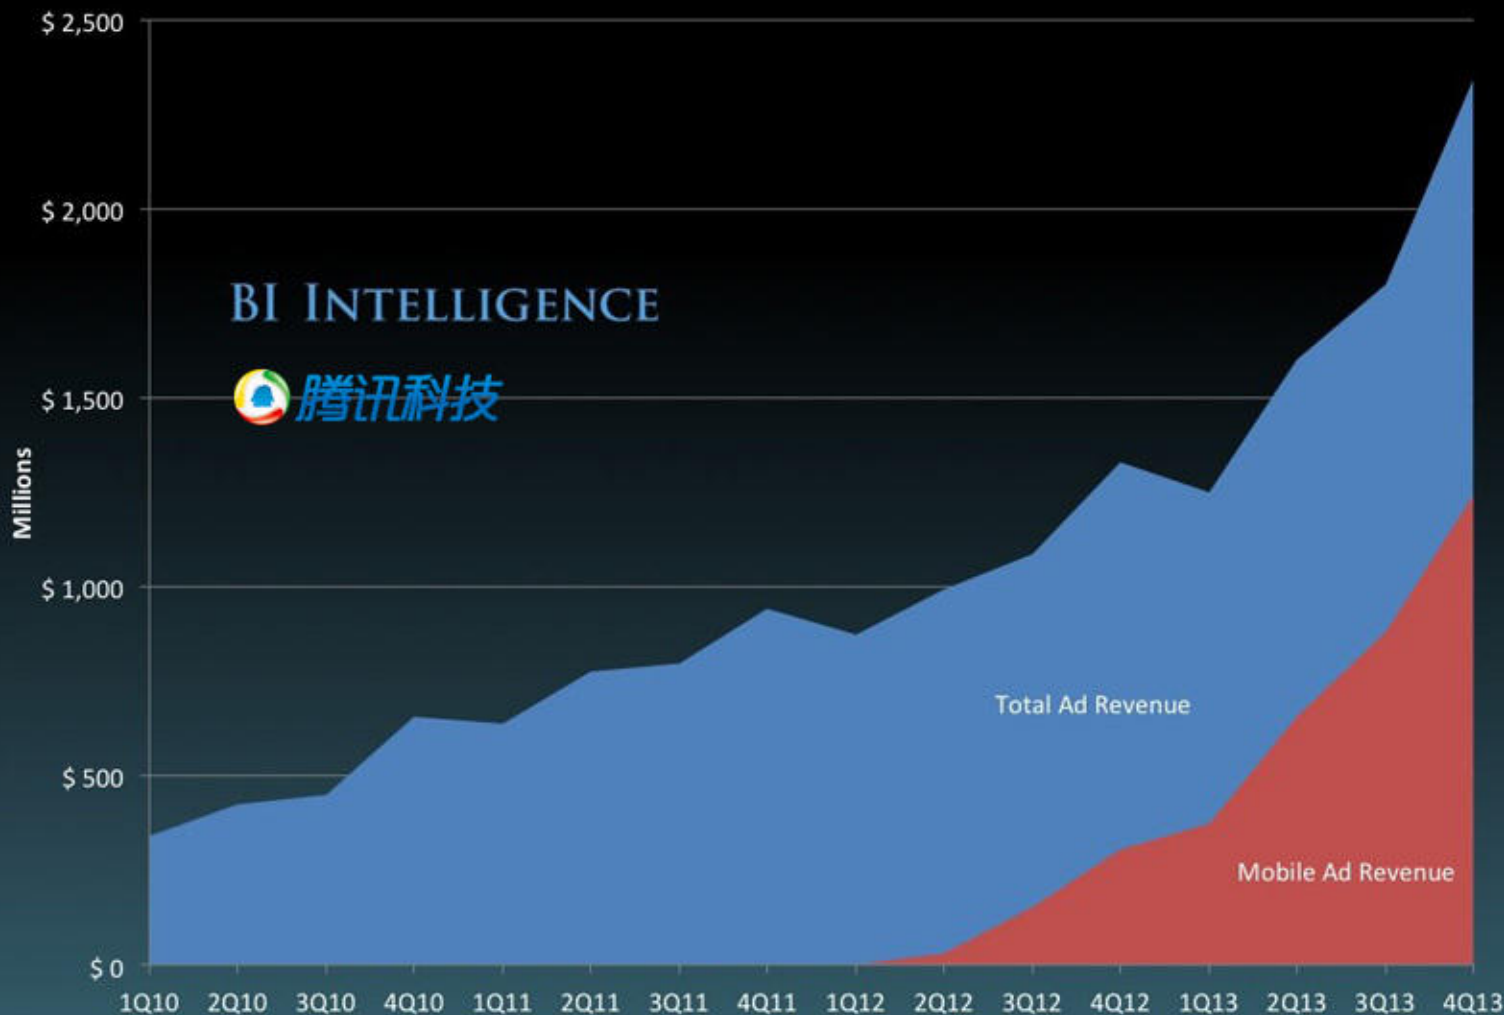 $ 2,500
$ 2,000
BI INTELLIGENCE
腾讯科技
$ 1,500
Millions
$ 1,000
Total Ad Revenue
$ 500
Mobile Ad Revenue
$ 0
1Q10 2Q10 3Q10 4Q10 1Q11 2Q11 3Q11 4Q11 1Q12 2Q12 3Q12 4Q12 1Q13 2Q13 3Q13 4Q13